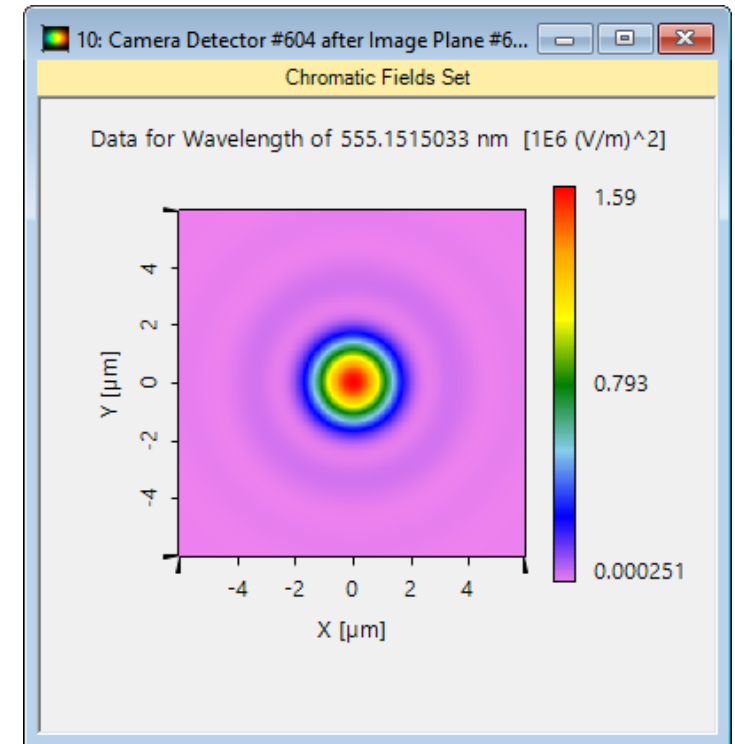 10: Camera Detector #604 after Image Plane #6...
Chromatic Fields Set
Data for Wavelength of 555.1515033 nm [1E6 (V/m)^2]
1.59
0.793
0.000251
4
2
0
-2
-4
Y [µm]
-4 -2 0 2 4
X [µm]